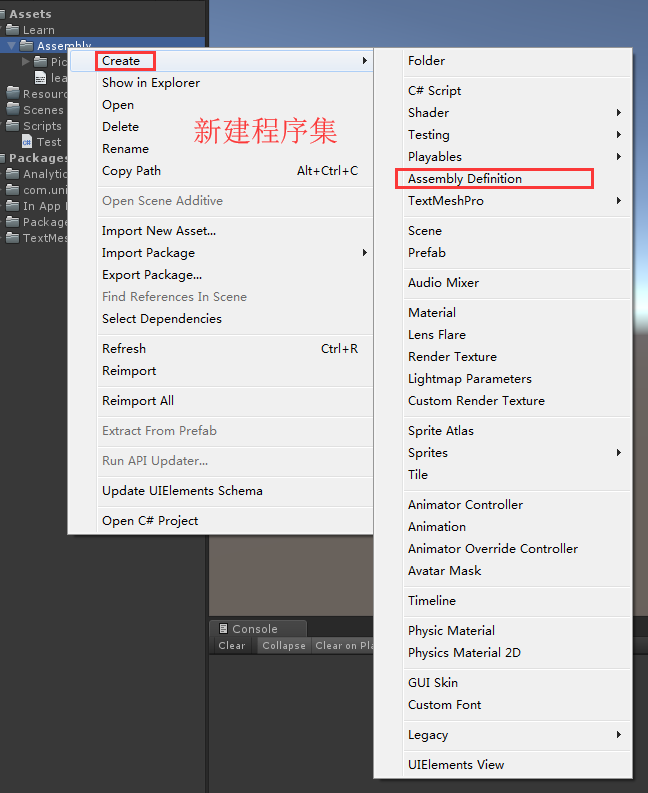 Assets
Learn
Assembly
Pic
lea
Resourc
Scenes
Scripts
Test
Packages
Analytic
com.uni
In App
Package
TextMes
Create
Show in Explorer
Open
Delete
Rename
Copy Path Alt+Ctrl+C
Open Scene Additive
Import New Asset...
Import Package
Export Package...
Find References In Scene
Select Dependencies
Refresh Ctrl+R
Reimport
Reimport All
Extract From Prefab
Run API Updater...
Update UIElements Schema
Open C# Project
新建程序集
Folder
C# Script
Shader
Testing
Playables
Assembly Definition
TextMeshPro
Scene
Prefab
Audio Mixer
Material
Lens Flare
Render Texture
Lightmap Parameters
Custom Render Texture
Sprite Atlas
Sprites
Tile
Animator Controller
Animation
Animator Override Controller
Avatar Mask
Timeline
Physic Material
Physics Material 2D
GUI Skin
Custom Font
Legacy
UIElements View
Console
Clear Collapse Clear on Pla